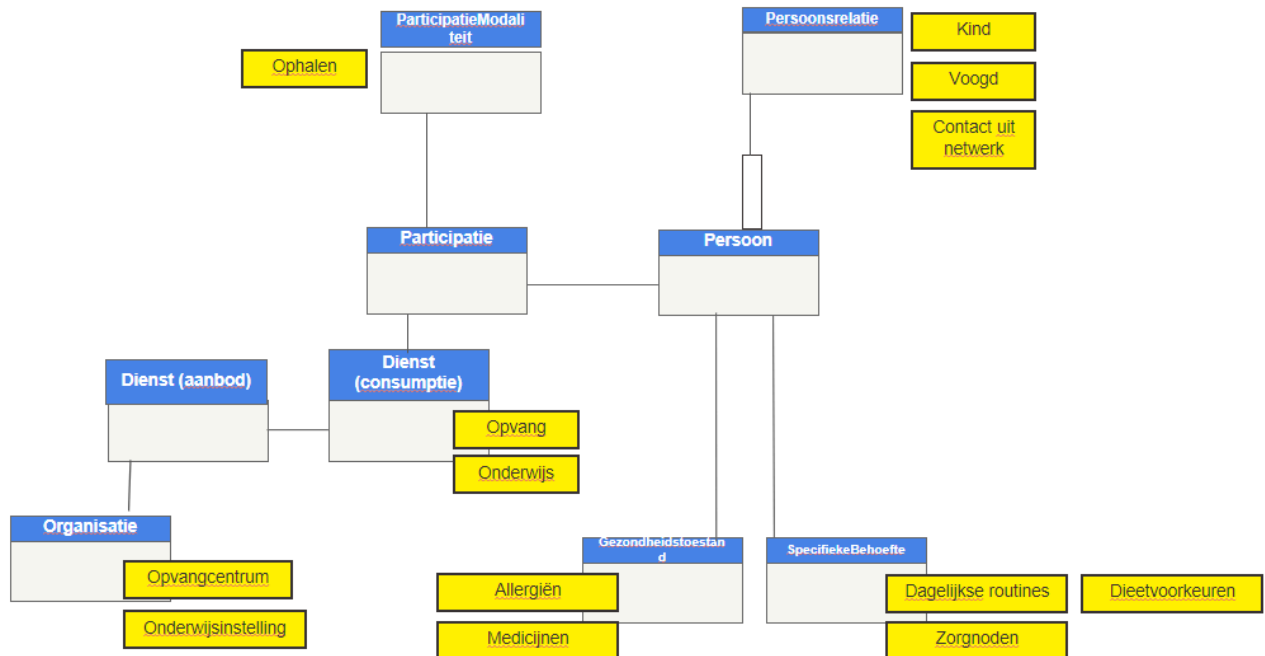 ParticipatieModali
teit
Persoonsrelatie
Kind
Ophalen
Voogd
Contact uit
netwerk
Participatie
Persoon
Dienst (aanbod)
Dienst
(consumptie)
Opvang
Onderwijs
Organisatie
Opvangcentrum
Onderwijsinstelling
Gezondheidstoestan
d
SpecifiekeBehoefte
Allergiën
Dagelijkse routines
Dieetvoorkeuren
Medicijnen
Zorgnoden